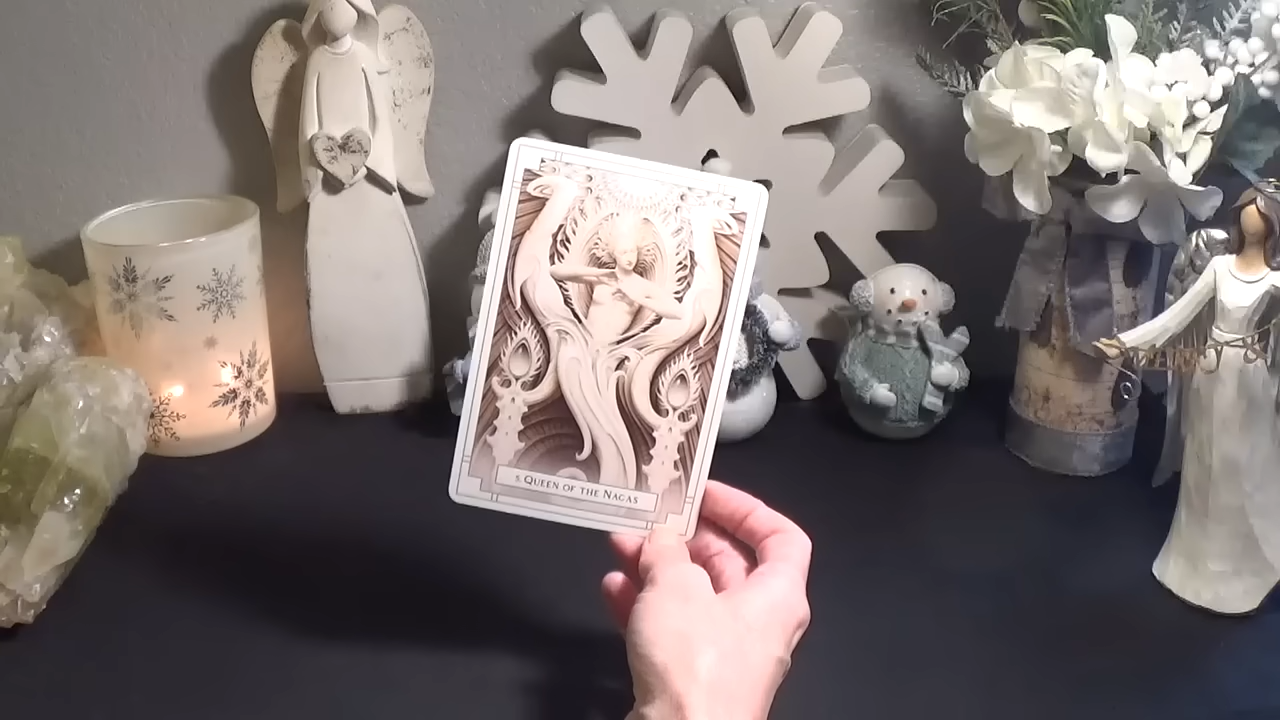 5. QUEEN OF THE NAGAS